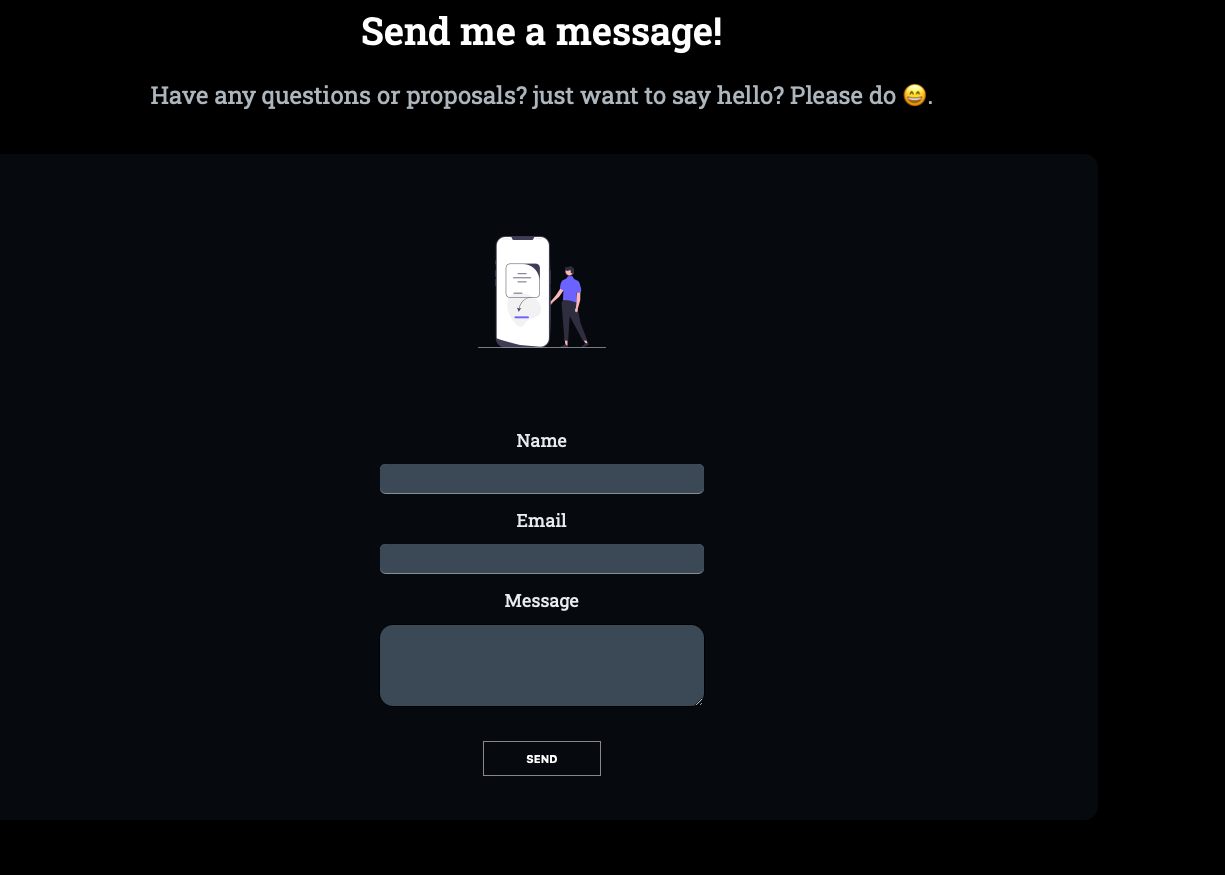 Send me a message!
Have any questions or proposals? just want to say hello? Please do 😄.
Name
Email
Message
SEND